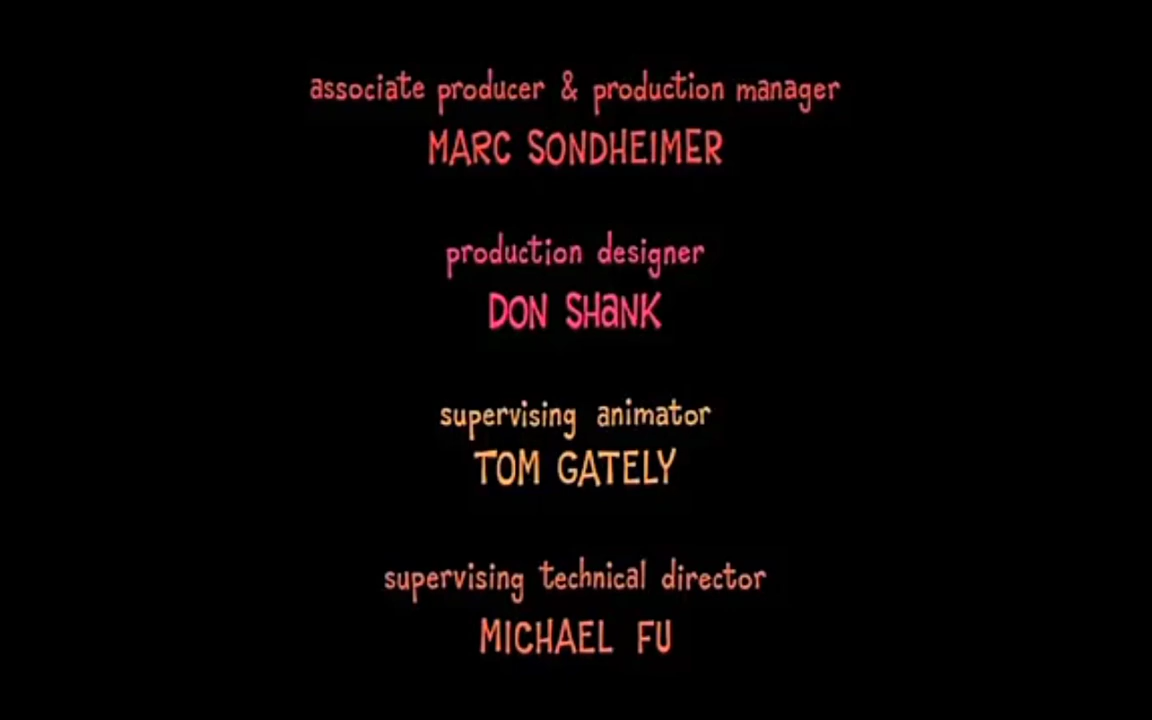 associate producer & production manager
MARC SONDHEIMER
production designer
DON SHaNK
supervising animator
TOM GATELY
supervising technical director
MICHAEL FU